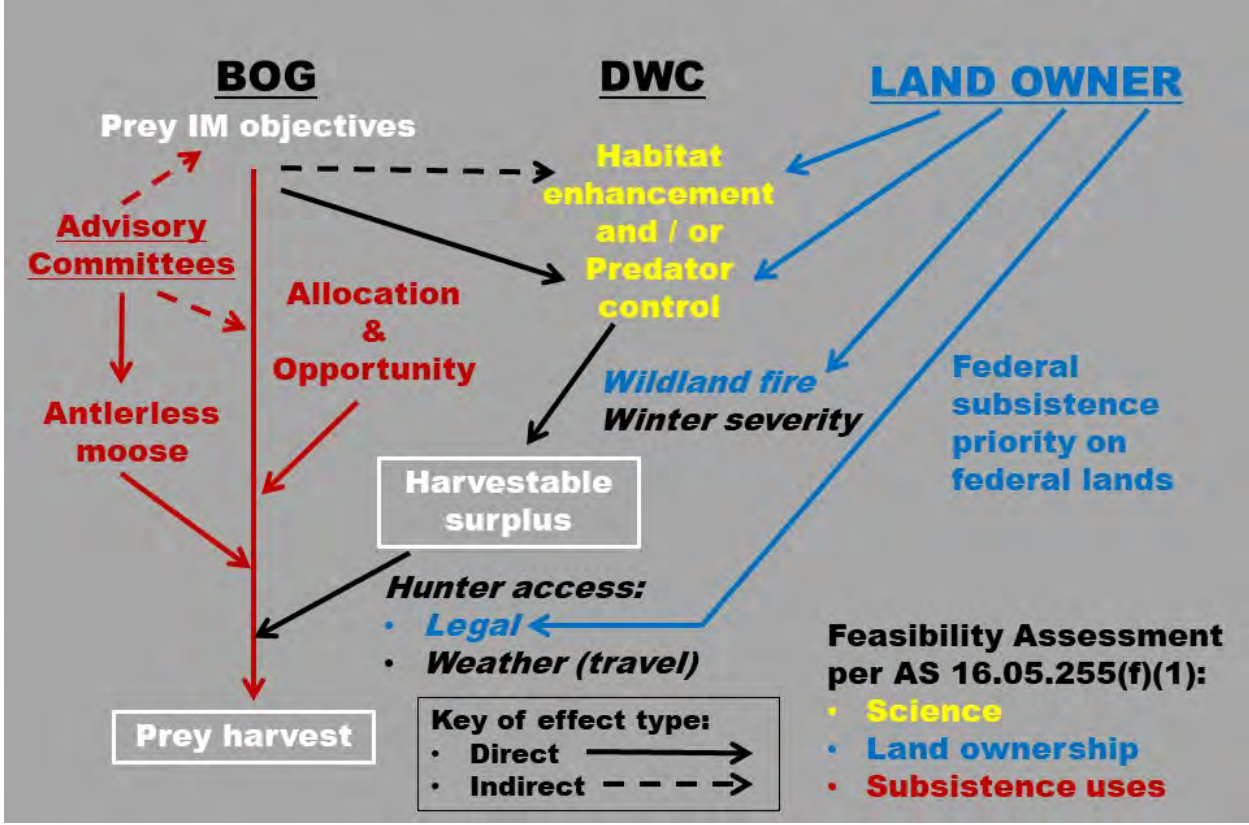 BOG
DWC
LAND OWNER
Prey IM objectives
Habitat
enhancement
and / or
Predator
control
Advisory
Committees
Allocation
&
Opportunity
Antlerless
moose
Wildland fire
Winter severity
Federal
subsistence
priority on
federal lands
Harvestable
surplus
Hunter access:
• Legal
• Weather (travel)
Prey harvest
Key of effect type:
• Direct
• Indirect
Feasibility Assessment
per AS 16.05.255(f)(1):
• Science
• Land ownership
• Subsistence uses